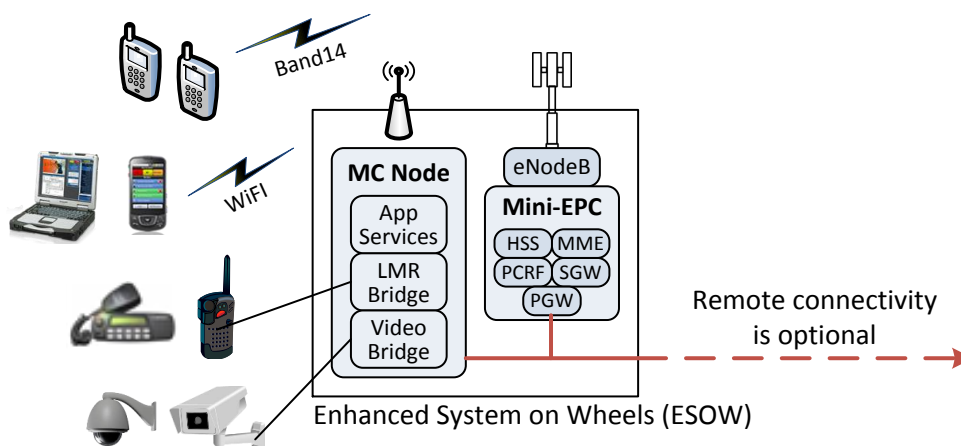 Band14
WiFI
MC Node
App
Services
LMR
Bridge
Video
Bridge
eNodeB
Mini-EPC
HSS MME
PCRF SGW
PGW
Remote connectivity
is optional
Enhanced System on Wheels (ESOW)